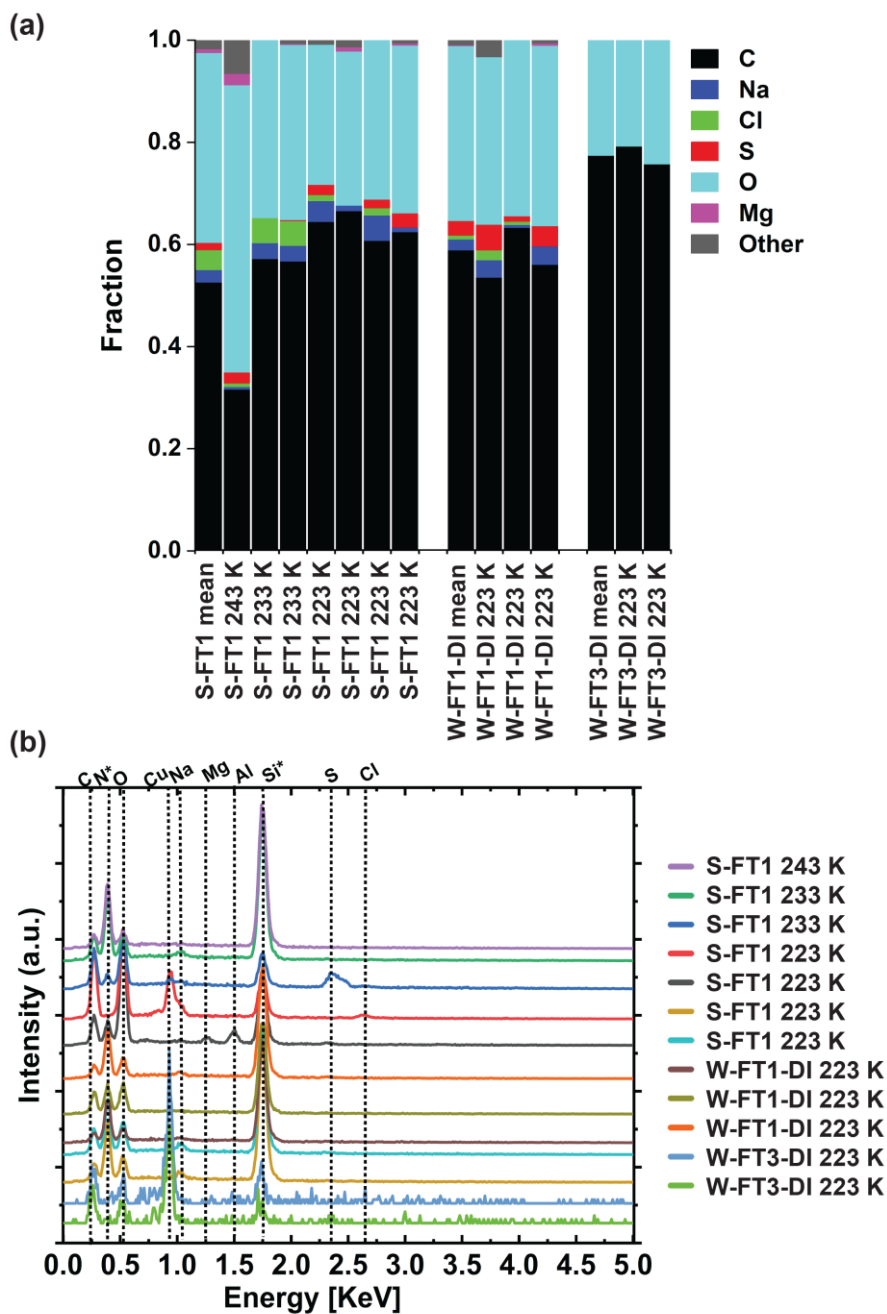 (a)
1.0
0.8
0.6
0.4
0.2
0.0
Fraction
C
Na
Cl
S
O
Mg
Other
S-FT1 mean
S-FT1 243 K
S-FT1 233 K
S-FT1 233 K
S-FT1 223 K
S-FT1 223 K
S-FT1 223 K
S-FT1 223 K
W-FT1-DI mean
W-FT1-DI 223 K
W-FT1-DI 223 K
W-FT1-DI 223 K
W-FT3-DI mean
W-FT3-DI 223 K
W-FT3-DI 223 K
(b)
C N* O Cu Na Mg Al Si* S Cl
Intensity (a.u.)
S-FT1 243 K
S-FT1 233 K
S-FT1 233 K
S-FT1 223 K
S-FT1 223 K
S-FT1 223 K
S-FT1 223 K
W-FT1-DI 223 K
W-FT1-DI 223 K
W-FT1-DI 223 K
W-FT3-DI 223 K
W-FT3-DI 223 K
0.0 0.5 1.0 1.5 2.0 2.5 3.0 3.5 4.0 4.5 5.0
Energy [KeV]